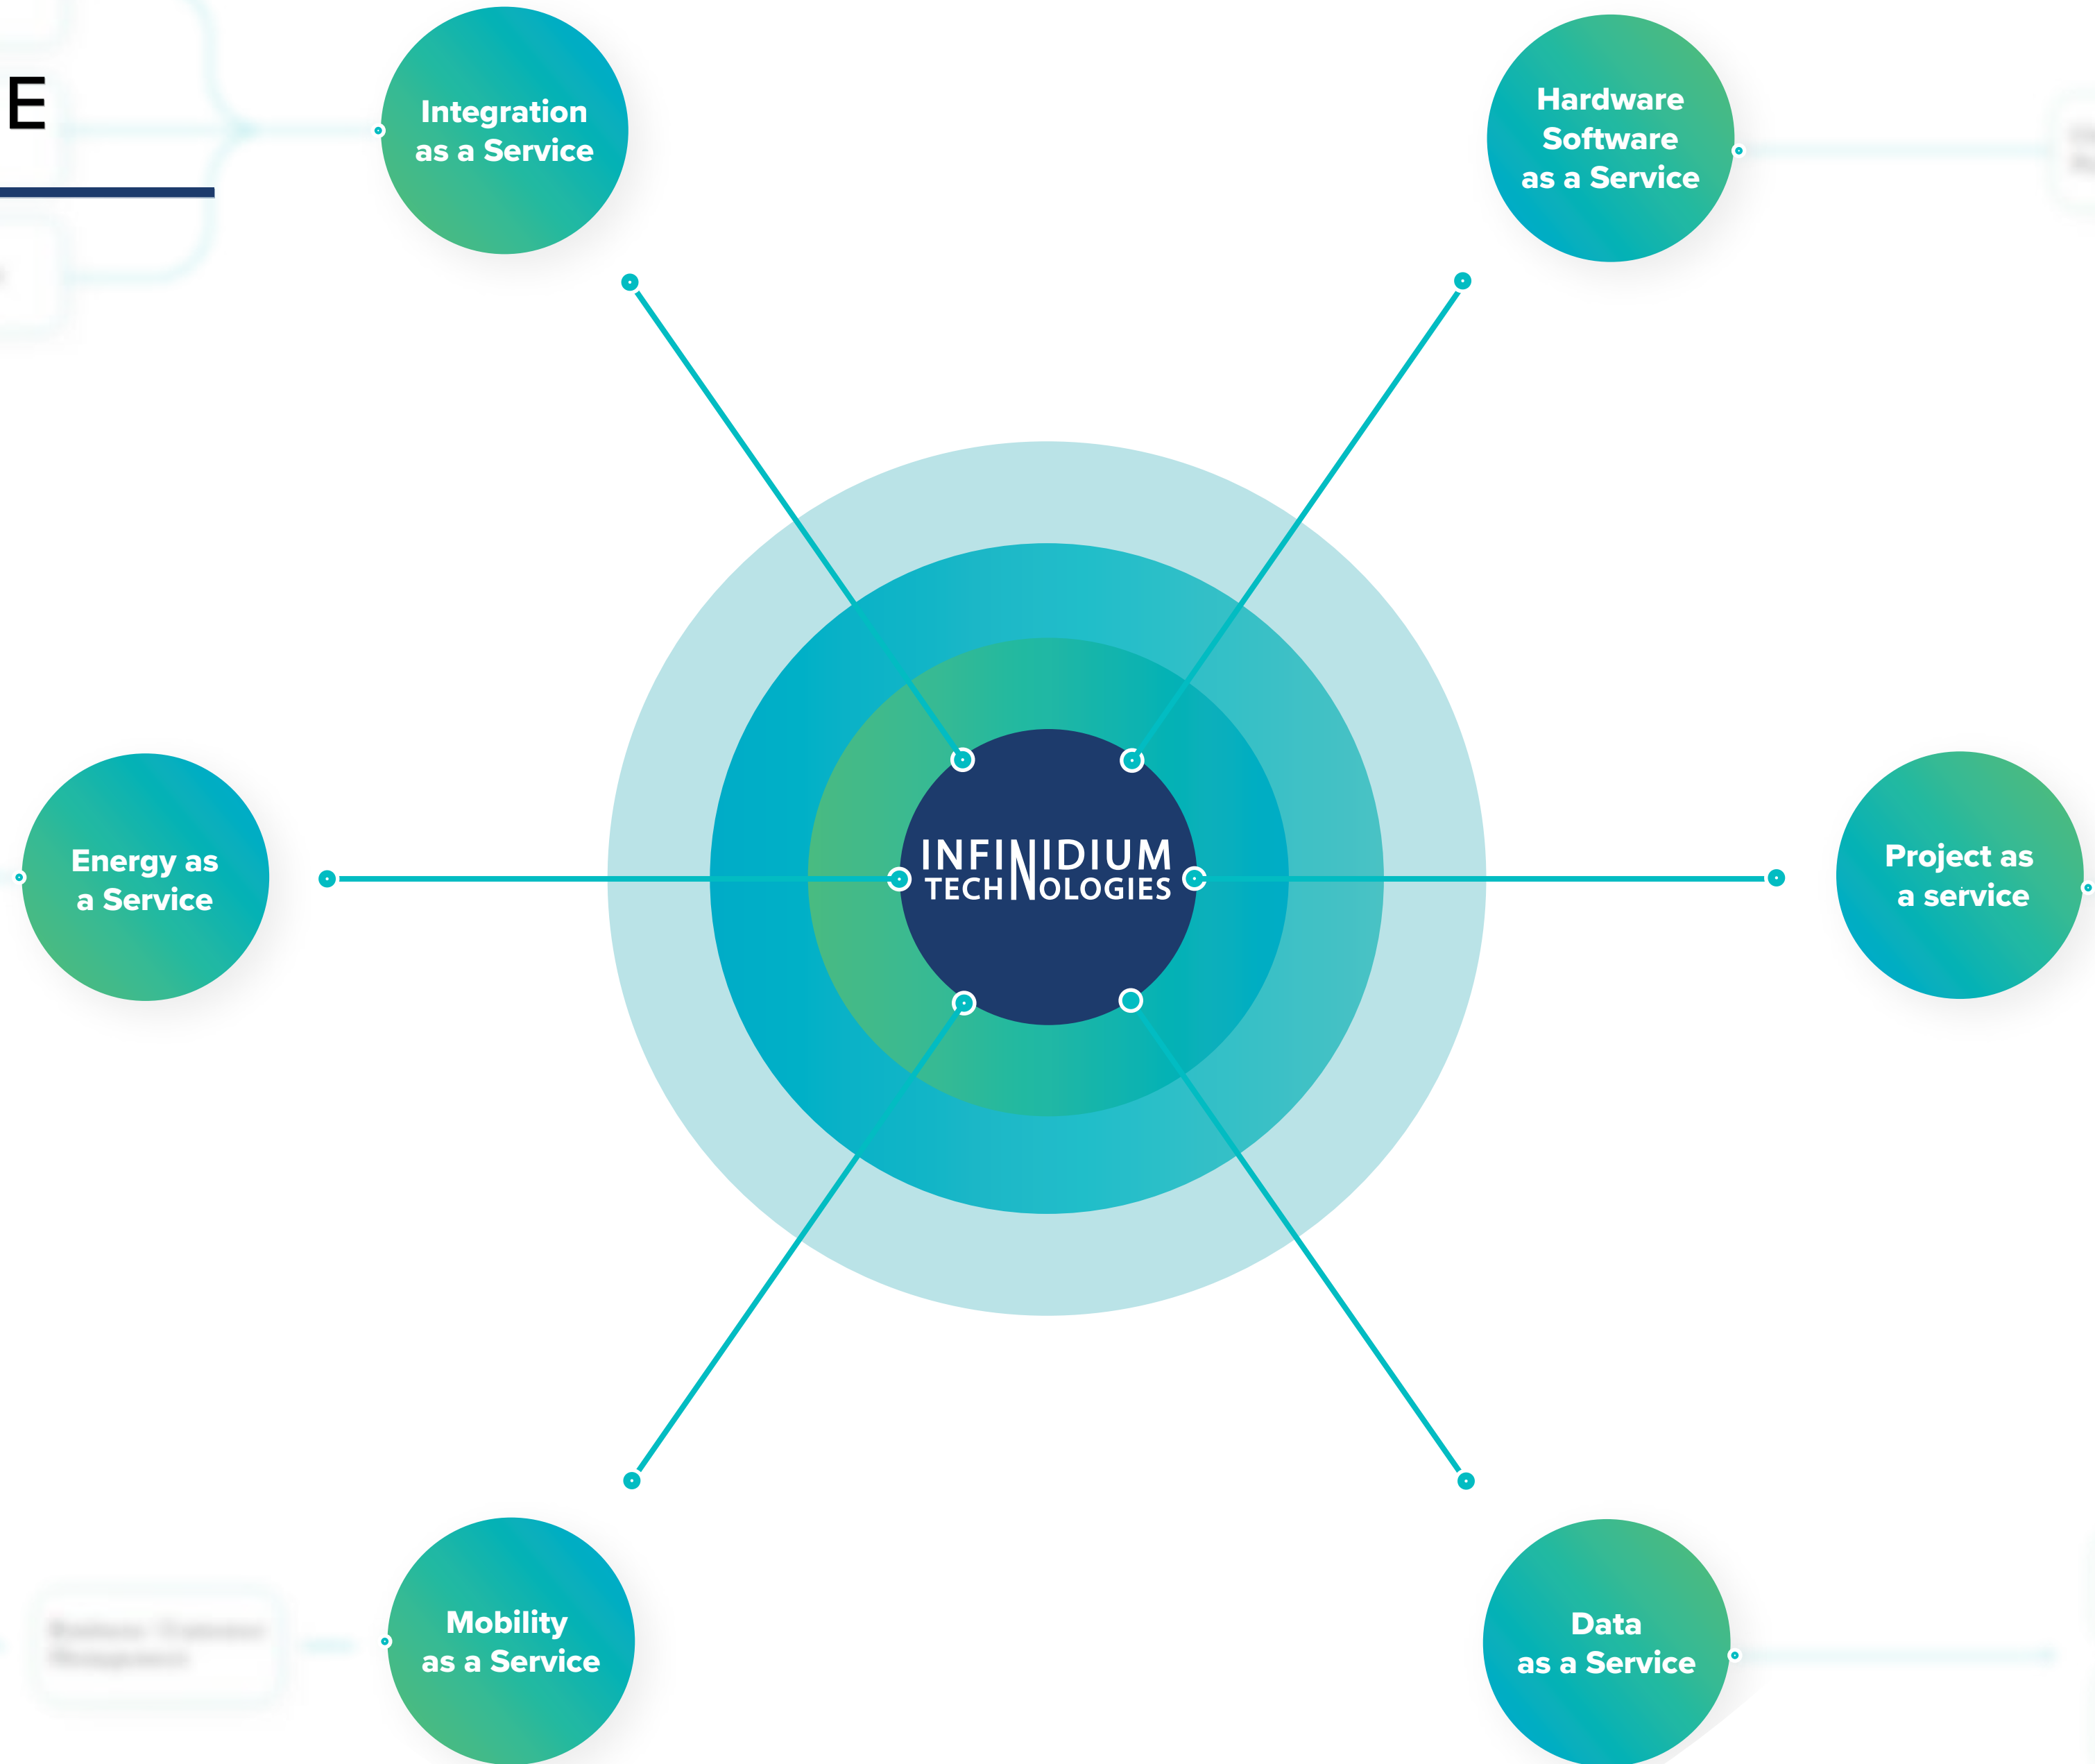 E
Integration
as a Service
Hardware
Software
as a Service
Energy as
a Service
INFINIDIUM
TECHNOLOGIES
Project as
a service
Mobility
as a Service
Data
as a Service